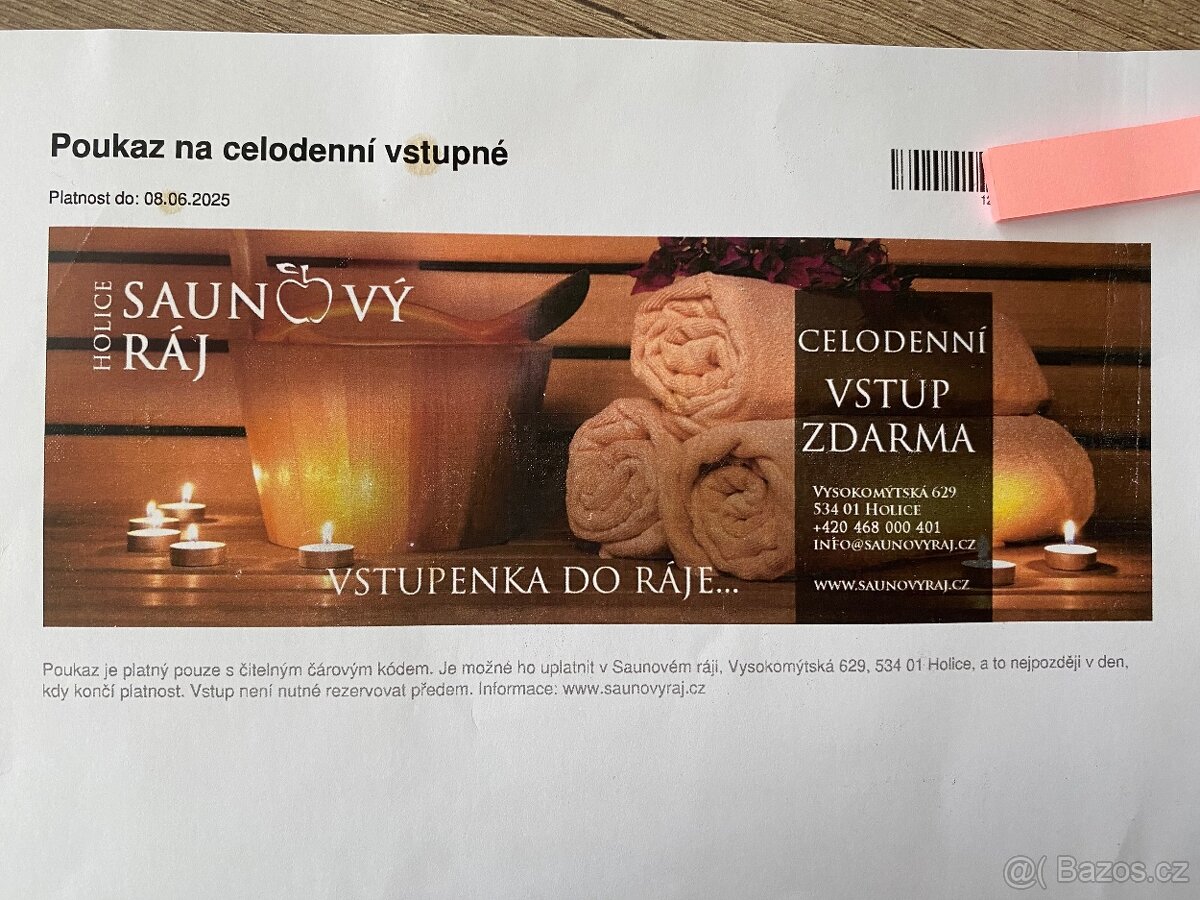 Poukaz na celodenní vstupné
Platnost do: 08.06.2025
HOLICE
SAUNOVÝ
RÁJ
CELODENNÍ
VSTUP
ZDARMA
VYSOKOMÝTSKÁ 629
534 01 HOLICE
+420 468 000 401
INFO@SAUNOVYRAJ.CZ
WWW.SAUNOVYRAJ.CZ
VSTUPENKA DO RÁJE...
Poukaz je platný pouze s čitelným čárovým kódem. Je možné ho uplatnit v Saunovém ráji, Vysokomýtská 629, 534 01 Holice, a to nejpozději v den,
kdy končí platnost. Vstup není nutné rezervovat předem. Informace: www.saunovyraj.cz
@( Bazos.cz